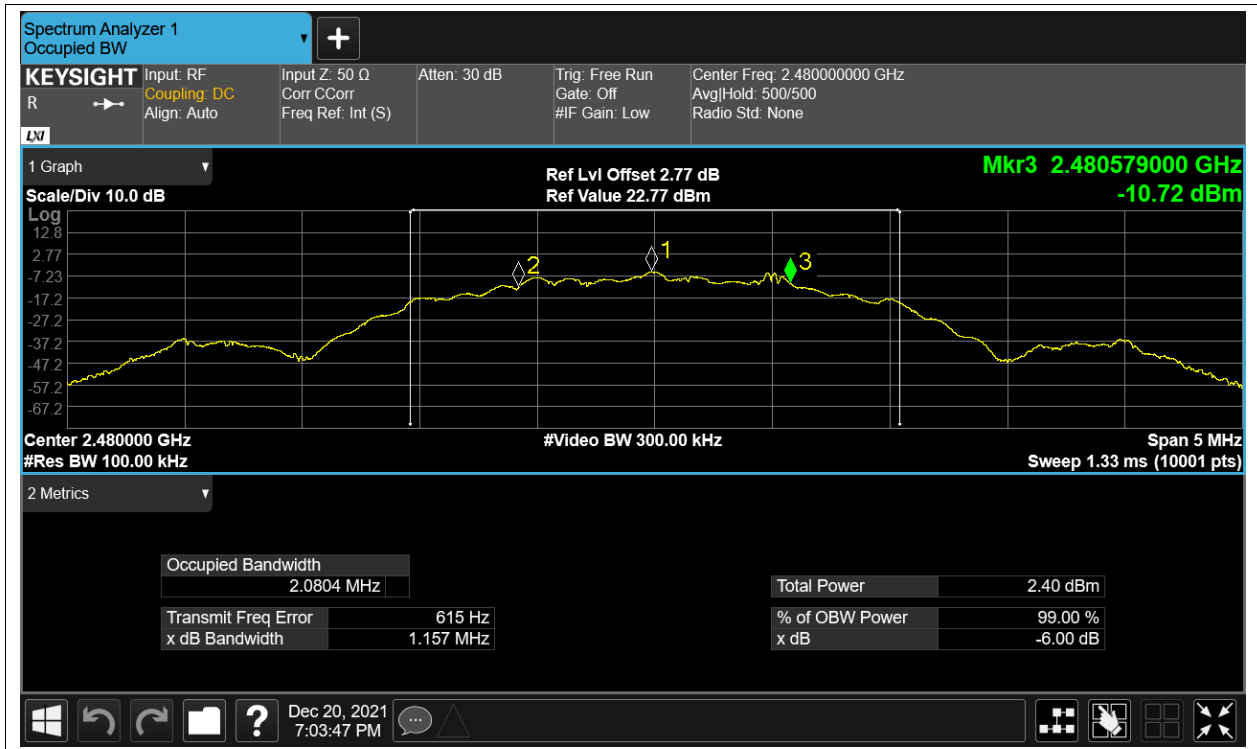 Spectrum Analyzer 1
Occupied BW
KEYSIGHT
R
LXI
Input: RF
Coupling: DC
Align: Auto
Input Z: 50 Ω
Corr CCorr
Freq Ref: Int (S)
Atten: 30 dB
Trig: Free Run
Gate: Off
#IF Gain: Low
Center Freq: 2.480000000 GHz
Avg|Hold: 500/500
Radio Std: None
1 Graph
Scale/Div 10.0 dB
Ref Lvl Offset 2.77 dB
Ref Value 22.77 dBm
Mkr3 2.480579000 GHz
-10.72 dBm
Log
12.8
2.77
-7.23
-17.2
-27.2
-37.2
-47.2
-57.2
-67.2
2
1
3
Center 2.480000 GHz
#Res BW 100.00 kHz
#Video BW 300.00 kHz
Span 5 MHz
Sweep 1.33 ms (10001 pts)
2 Metrics
Occupied Bandwidth
2.0804 MHz
Transmit Freq Error 615 Hz
x dB Bandwidth 1.157 MHz
Total Power 2.40 dBm
% of OBW Power 99.00 %
x dB -6.00 dB
?
Dec 20, 2021
7:03:47 PM